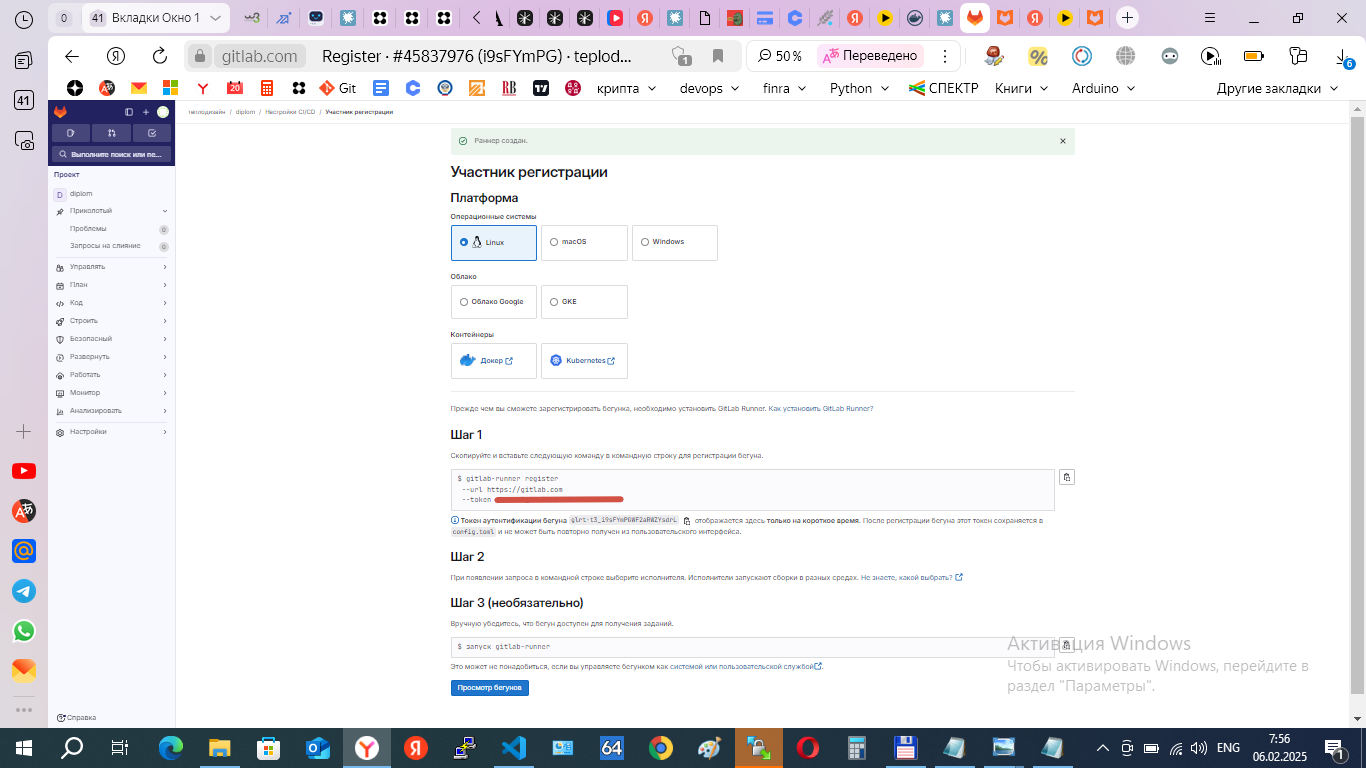 41 Вкладки Окно 1
gitlab.com Register - #45837976 (i9sFYmPG) · teplod... 1 50 % Переведено 6
41
Git крипта devops finra Python СПЕКТР Книги Arduino Другие закладки
теплодизайн / diplom / Настройки CI/CD / Участник регистрации
Выполните поиск или пе...
Проект
D diplom
Приколотый
Проблемы 0
Запросы на слияние 0
Управлять
План
Код
Строить
Безопасный
Развернуть
Работать
Монитор
Анализировать
Настройки
Справка
Раннер создан.
Участник регистрации
Платформа
Операционные системы
Linux macOS Windows
Облако
Облако Google GKE
Контейнеры
Докер Kubernetes
Прежде чем вы сможете зарегистрировать бегунка, необходимо установить GitLab Runner. Как установить GitLab Runner?
Шаг 1
Скопируйте и вставьте следующую команду в командную строку для регистрации бегуна.
$ gitlab-runner register
--url https://gitlab.com
--token
Токен аутентификации бегуна отображается здесь только на короткое время. После регистрации бегуна этот токен сохраняется в
config.toml и не может быть повторно получен из пользовательского интерфейса.
Шаг 2
При появлении запроса в командной строке выберите исполнителя. Исполнители запускают сборки в разных средах. Не знаете, какой выбрать?
Шаг 3 (необязательно)
Вручную убедитесь, что бегун доступен для получения заданий.
$ запуск gitlab-runner
Это может не понадобиться, если вы управляете бегунком как системой или пользовательской службой.
Просмотр бегунов
Активация Windows
Чтобы активировать Windows, перейдите в
раздел "Параметры".
64 ENG 7:56
06.02.2025 1